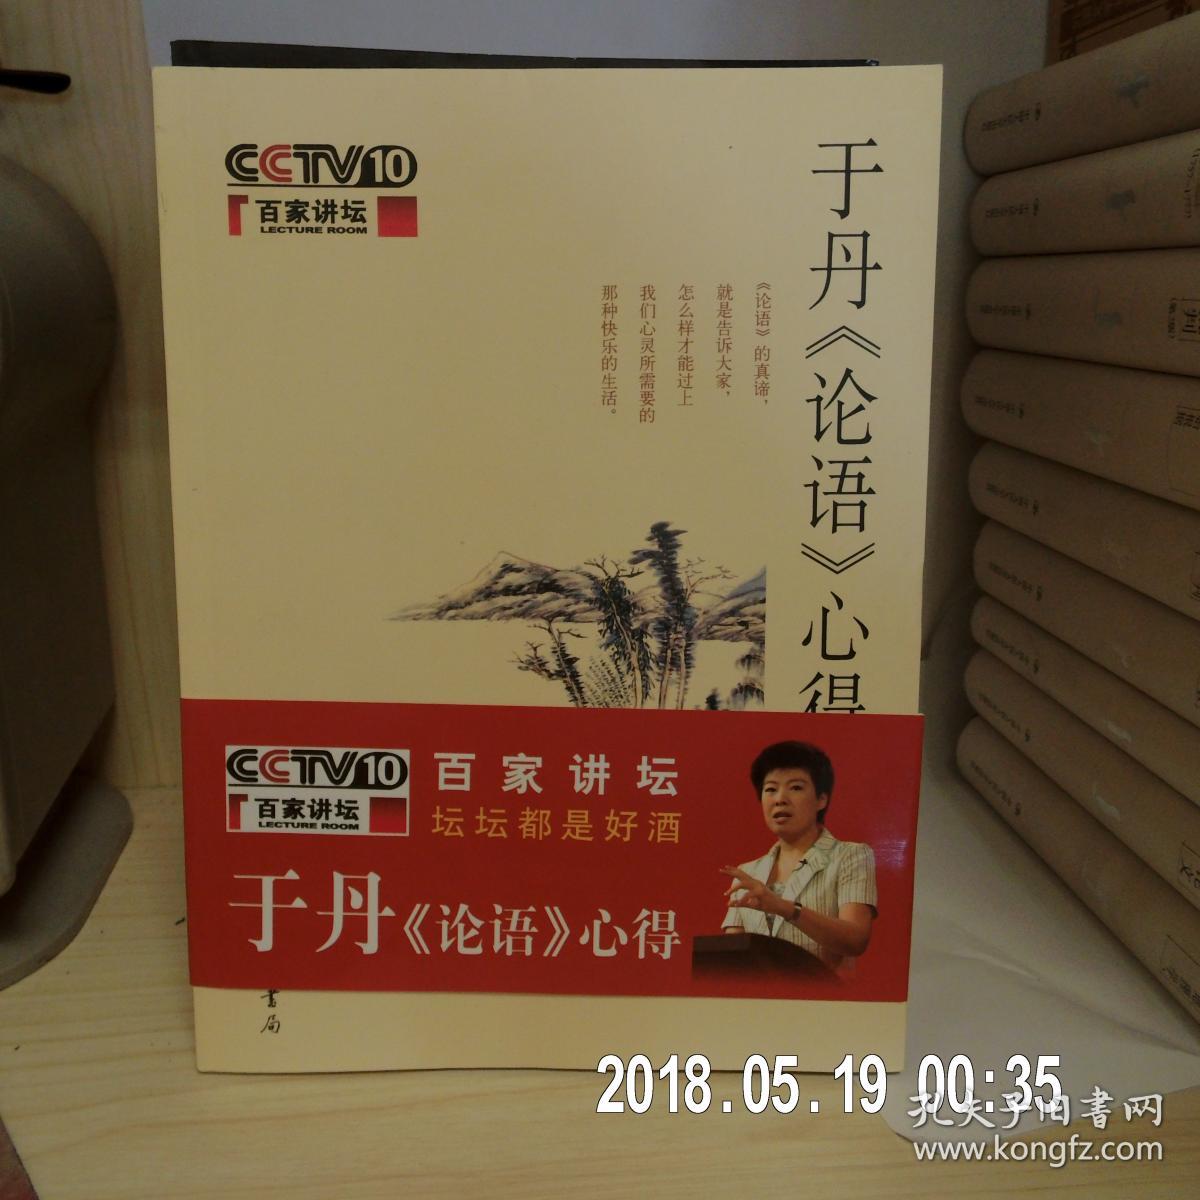 CCTV10
百家讲坛
LECTURE ROOM
于丹《论语》心得
《论语》的真谛，
就是告诉大家，
怎么样才能过上
我们心灵所需要的
那种快乐的生活。
CCTV10
百家讲坛
LECTURE ROOM
百家讲坛
坛坛都是好酒
于丹《论语》心得
書局
2018.05.19 00:35
孔夫子旧書网
www.kongfz.com